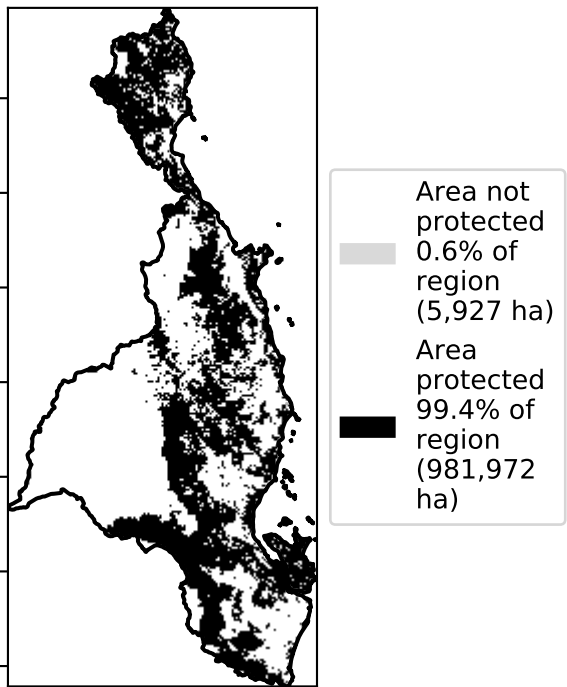 Area not
protected
0.6% of
region
(5,927 ha)
Area
protected
99.4% of
region
(981,972
ha)